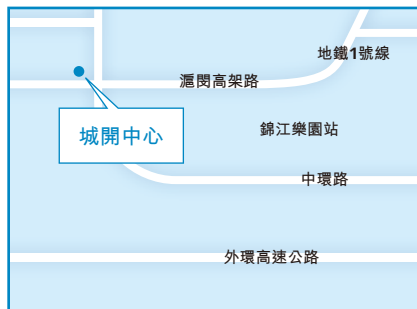 地鐵1號線
滬閔高架路
錦江樂園站
城開中心
中環路
外環高速公路